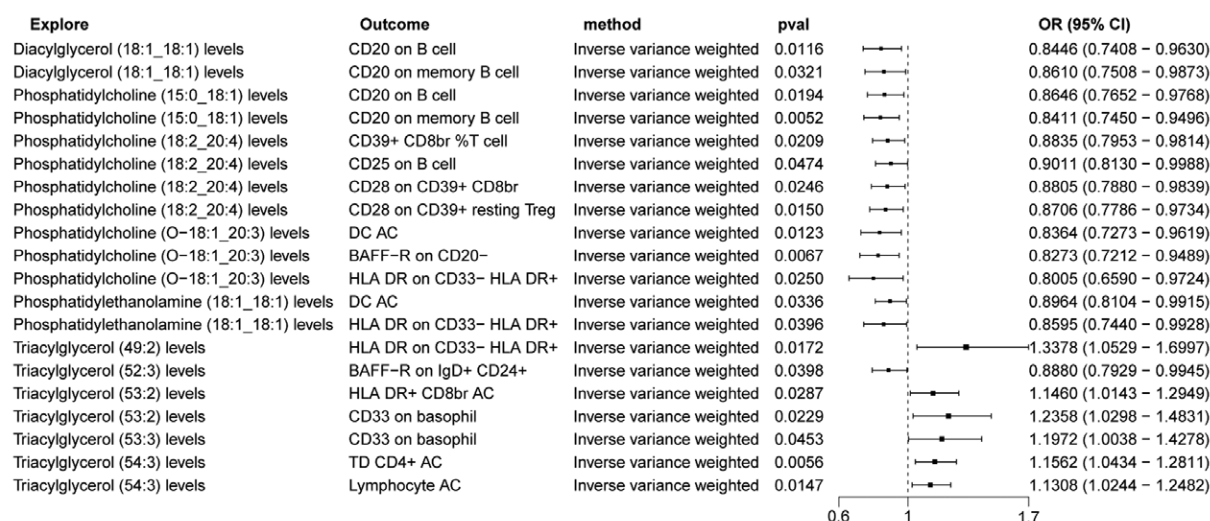 Explore Outcome method pval OR (95% CI)
Diacylglycerol (18:1_18:1) levels CD20 on B cell Inverse variance weighted 0.0116 0.8446 (0.7408 − 0.9630)
Diacylglycerol (18:1_18:1) levels CD20 on memory B cell Inverse variance weighted 0.0321 0.8610 (0.7508 − 0.9873)
Phosphatidylcholine (15:0_18:1) levels CD20 on B cell Inverse variance weighted 0.0194 0.8646 (0.7652 − 0.9768)
Phosphatidylcholine (15:0_18:1) levels CD20 on memory B cell Inverse variance weighted 0.0052 0.8411 (0.7450 − 0.9496)
Phosphatidylcholine (18:2_20:4) levels CD39+ CD8br %T cell Inverse variance weighted 0.0209 0.8835 (0.7953 − 0.9814)
Phosphatidylcholine (18:2_20:4) levels CD25 on B cell Inverse variance weighted 0.0474 0.9011 (0.8130 − 0.9988)
Phosphatidylcholine (18:2_20:4) levels CD28 on CD39+ CD8br Inverse variance weighted 0.0246 0.8805 (0.7880 − 0.9839)
Phosphatidylcholine (18:2_20:4) levels CD28 on CD39+ resting Treg Inverse variance weighted 0.0150 0.8706 (0.7786 − 0.9734)
Phosphatidylcholine (O−18:1_20:3) levels DC AC Inverse variance weighted 0.0123 0.8364 (0.7273 − 0.9619)
Phosphatidylcholine (O−18:1_20:3) levels BAFF−R on CD20− Inverse variance weighted 0.0067 0.8273 (0.7212 − 0.9489)
Phosphatidylcholine (O−18:1_20:3) levels HLA DR on CD33− HLA DR+ Inverse variance weighted 0.0250 0.8005 (0.6590 − 0.9724)
Phosphatidylethanolamine (18:1_18:1) levels DC AC Inverse variance weighted 0.0336 0.8964 (0.8104 − 0.9915)
Phosphatidylethanolamine (18:1_18:1) levels HLA DR on CD33− HLA DR+ Inverse variance weighted 0.0396 0.8595 (0.7440 − 0.9928)
Triacylglycerol (49:2) levels HLA DR on CD33− HLA DR+ Inverse variance weighted 0.0172 1.3378 (1.0529 − 1.6997)
Triacylglycerol (52:3) levels BAFF−R on IgD+ CD24+ Inverse variance weighted 0.0398 0.8880 (0.7929 − 0.9945)
Triacylglycerol (53:2) levels HLA DR+ CD8br AC Inverse variance weighted 0.0287 1.1460 (1.0143 − 1.2949)
Triacylglycerol (53:2) levels CD33 on basophil Inverse variance weighted 0.0229 1.2358 (1.0298 − 1.4831)
Triacylglycerol (53:3) levels CD33 on basophil Inverse variance weighted 0.0453 1.1972 (1.0038 − 1.4278)
Triacylglycerol (54:3) levels TD CD4+ AC Inverse variance weighted 0.0056 1.1562 (1.0434 − 1.2811)
Triacylglycerol (54:3) levels Lymphocyte AC Inverse variance weighted 0.0147 1.1308 (1.0244 − 1.2482)
0.6 1 1.7